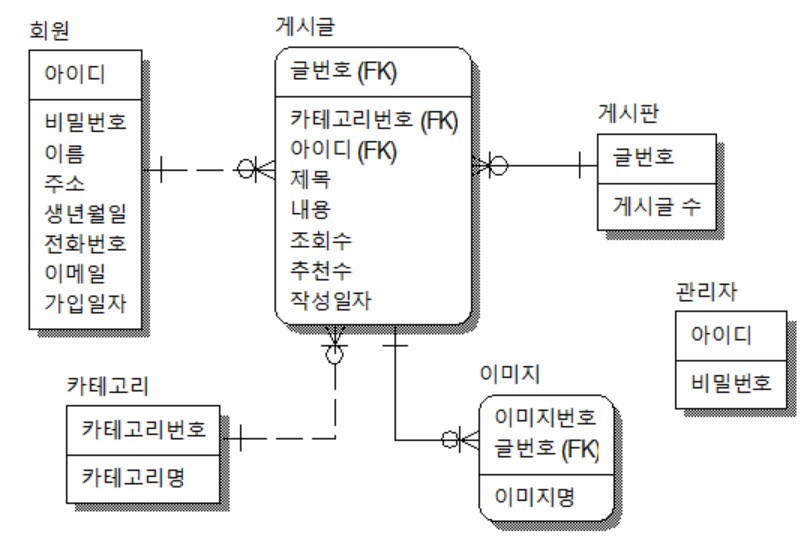 회원
아이디
비밀번호
이름
주소
생년월일
전화번호
이메일
가입일자
게시글
글번호 (FK)
카테고리번호 (FK)
아이디 (FK)
제목
내용
조회수
추천수
작성일자
게시판
글번호
게시글 수
관리자
아이디
비밀번호
카테고리
카테고리번호
카테고리명
이미지
이미지번호
글번호 (FK)
이미지명